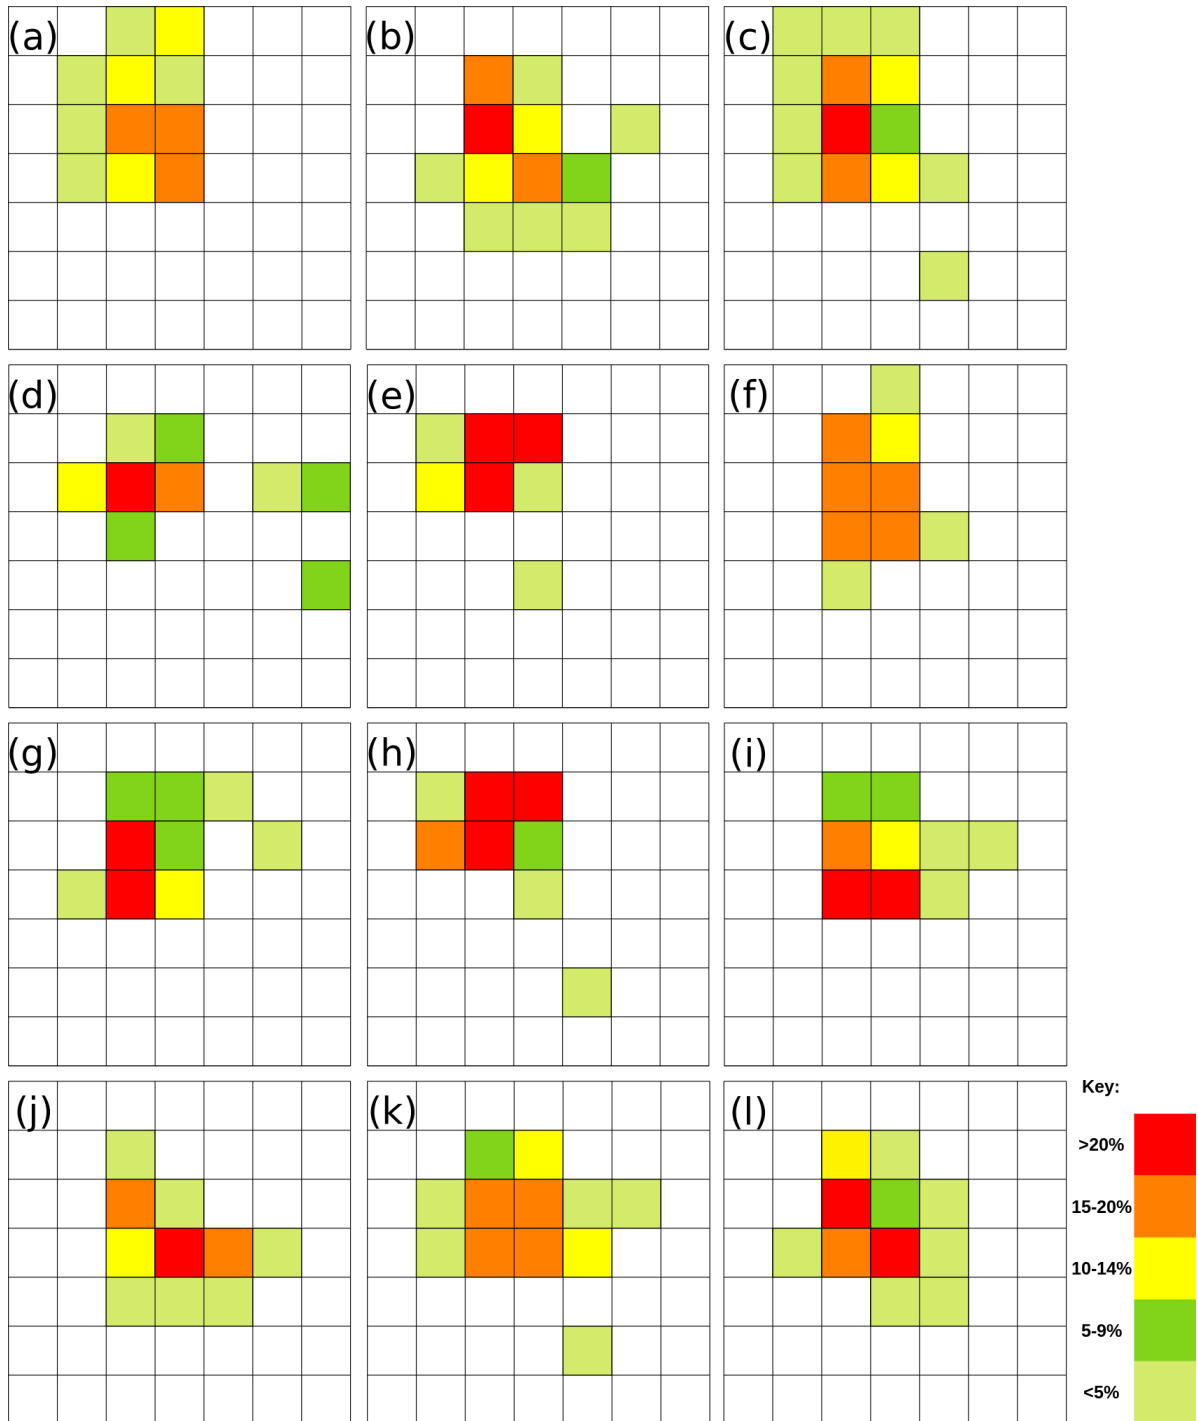 (a)
(b)
(c)
(d)
(e)
(f)
(g)
(h)
(i)
(j)
(k)
(l)
Key:
>20%
15-20%
10-14%
5-9%
<5%